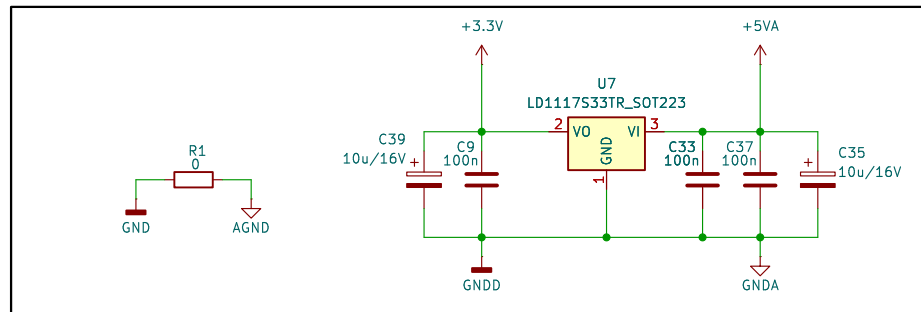 +3.3V
+5VA
U7
LD1117S33TR_SOT223
2 VO VI 3
GND
1
C39
10u/16V
+
C9
100n
C33
100n
C37
100n
+
C35
10u/16V
R1
0
GND
AGND
GNDD
GNDA